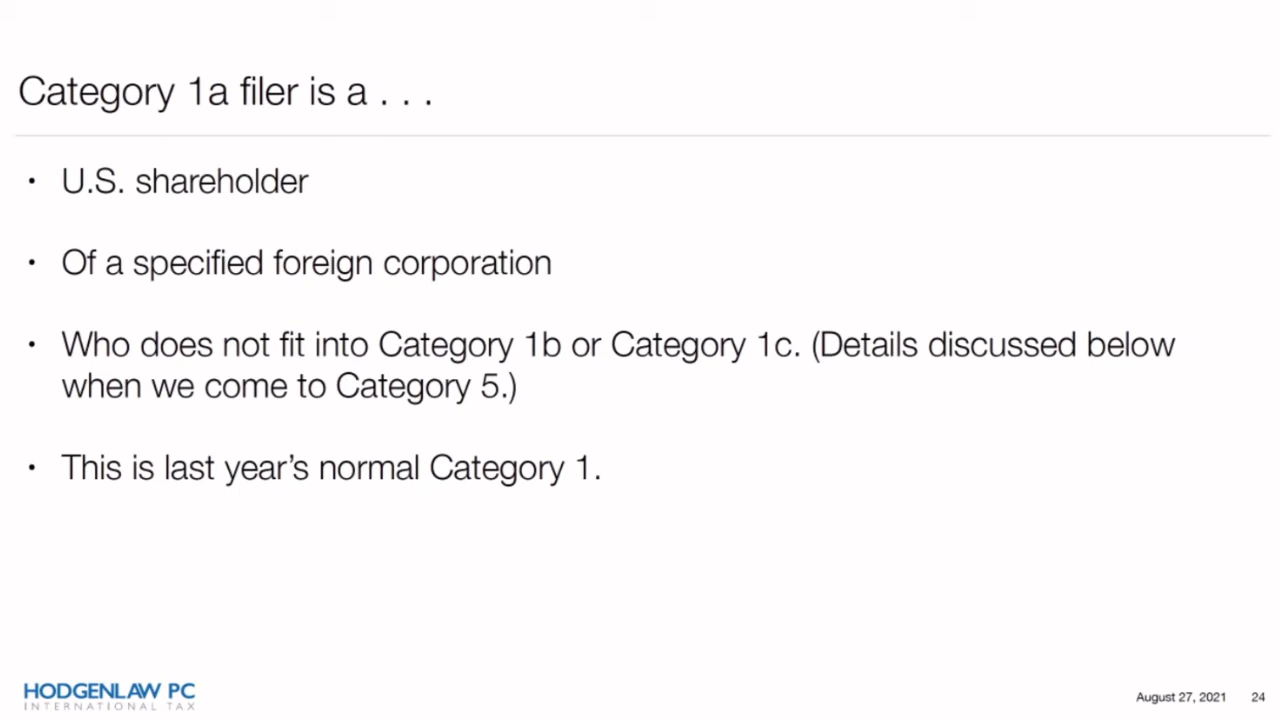 Category 1a filer is a . . .
• U.S. shareholder
• Of a specified foreign corporation
• Who does not fit into Category 1b or Category 1c. (Details discussed below
when we come to Category 5.)
• This is last year’s normal Category 1.
HODGENLAW PC
INTERNATIONAL TAX
August 27, 2021 24